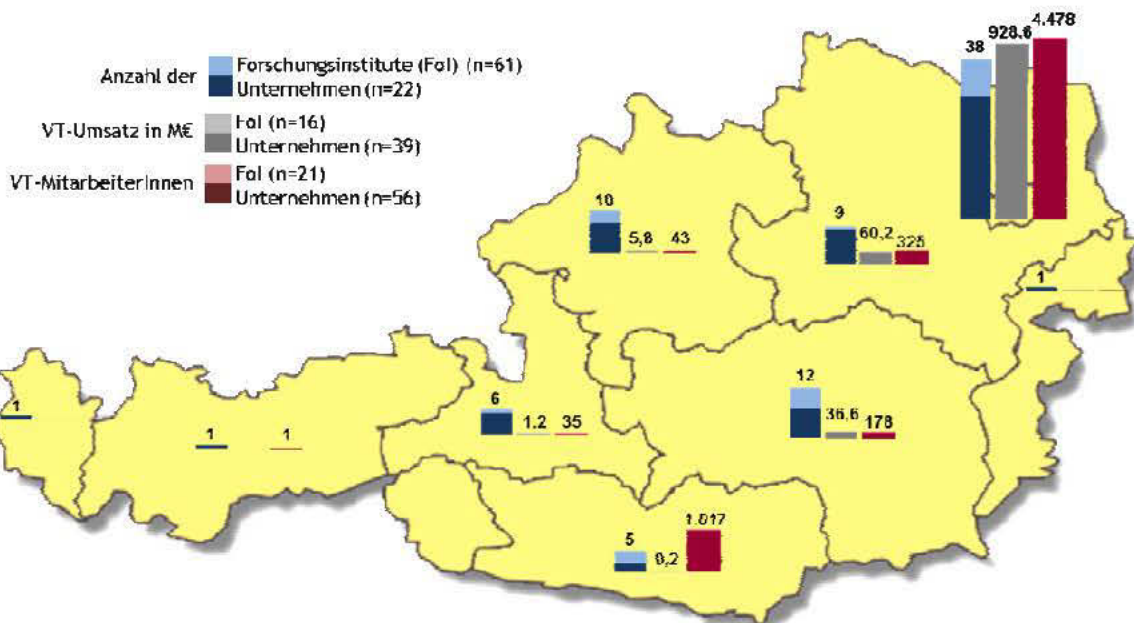 Anzahl der
Forschungsinstitute (FoI) (n=61)
Unternehmen (n=22)
VT-Umsatz in M€
FoI (n=16)
Unternehmen (n=39)
VT-MitarbeiterInnen
FoI (n=21)
Unternehmen (n=56)
38 928,6 4.478
10
5,8 43
9
60,2 325
1
12
36,6 178
6
1.2 35
1
1 1
5
0,2
1.017